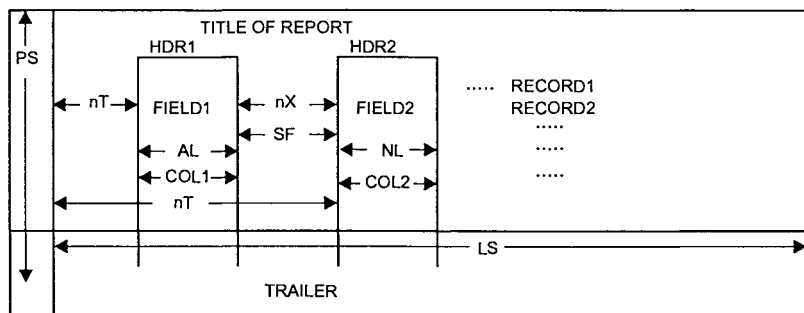 TITLE OF REPORT
PS
HDR1
HDR2
nT
FIELD1
nX
FIELD2
..... RECORD1
RECORD2
.....
SF
AL
NL
.....
COL1
COL2
.....
nT
LS
TRAILER